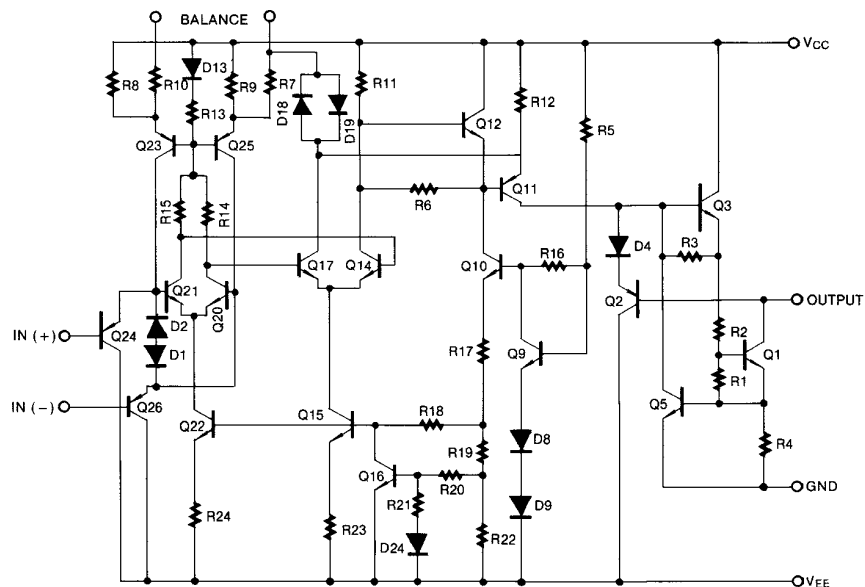 BALANCE
VCC
R8
R10
D13
R9
R7
R11
R13
D18
D19
R12
R5
Q12
Q23
Q25
Q11
Q3
R6
R15
R14
D4
R3
Q17
Q14
Q10
R16
Q21
Q20
Q2
OUTPUT
D2
Q24
IN (+)
D1
R17
Q9
R2
Q1
R1
IN (−)
Q26
Q22
Q15
R18
Q5
R19
D8
R4
Q16
R20
R21
GND
R24
R23
D24
R22
D9
VEE